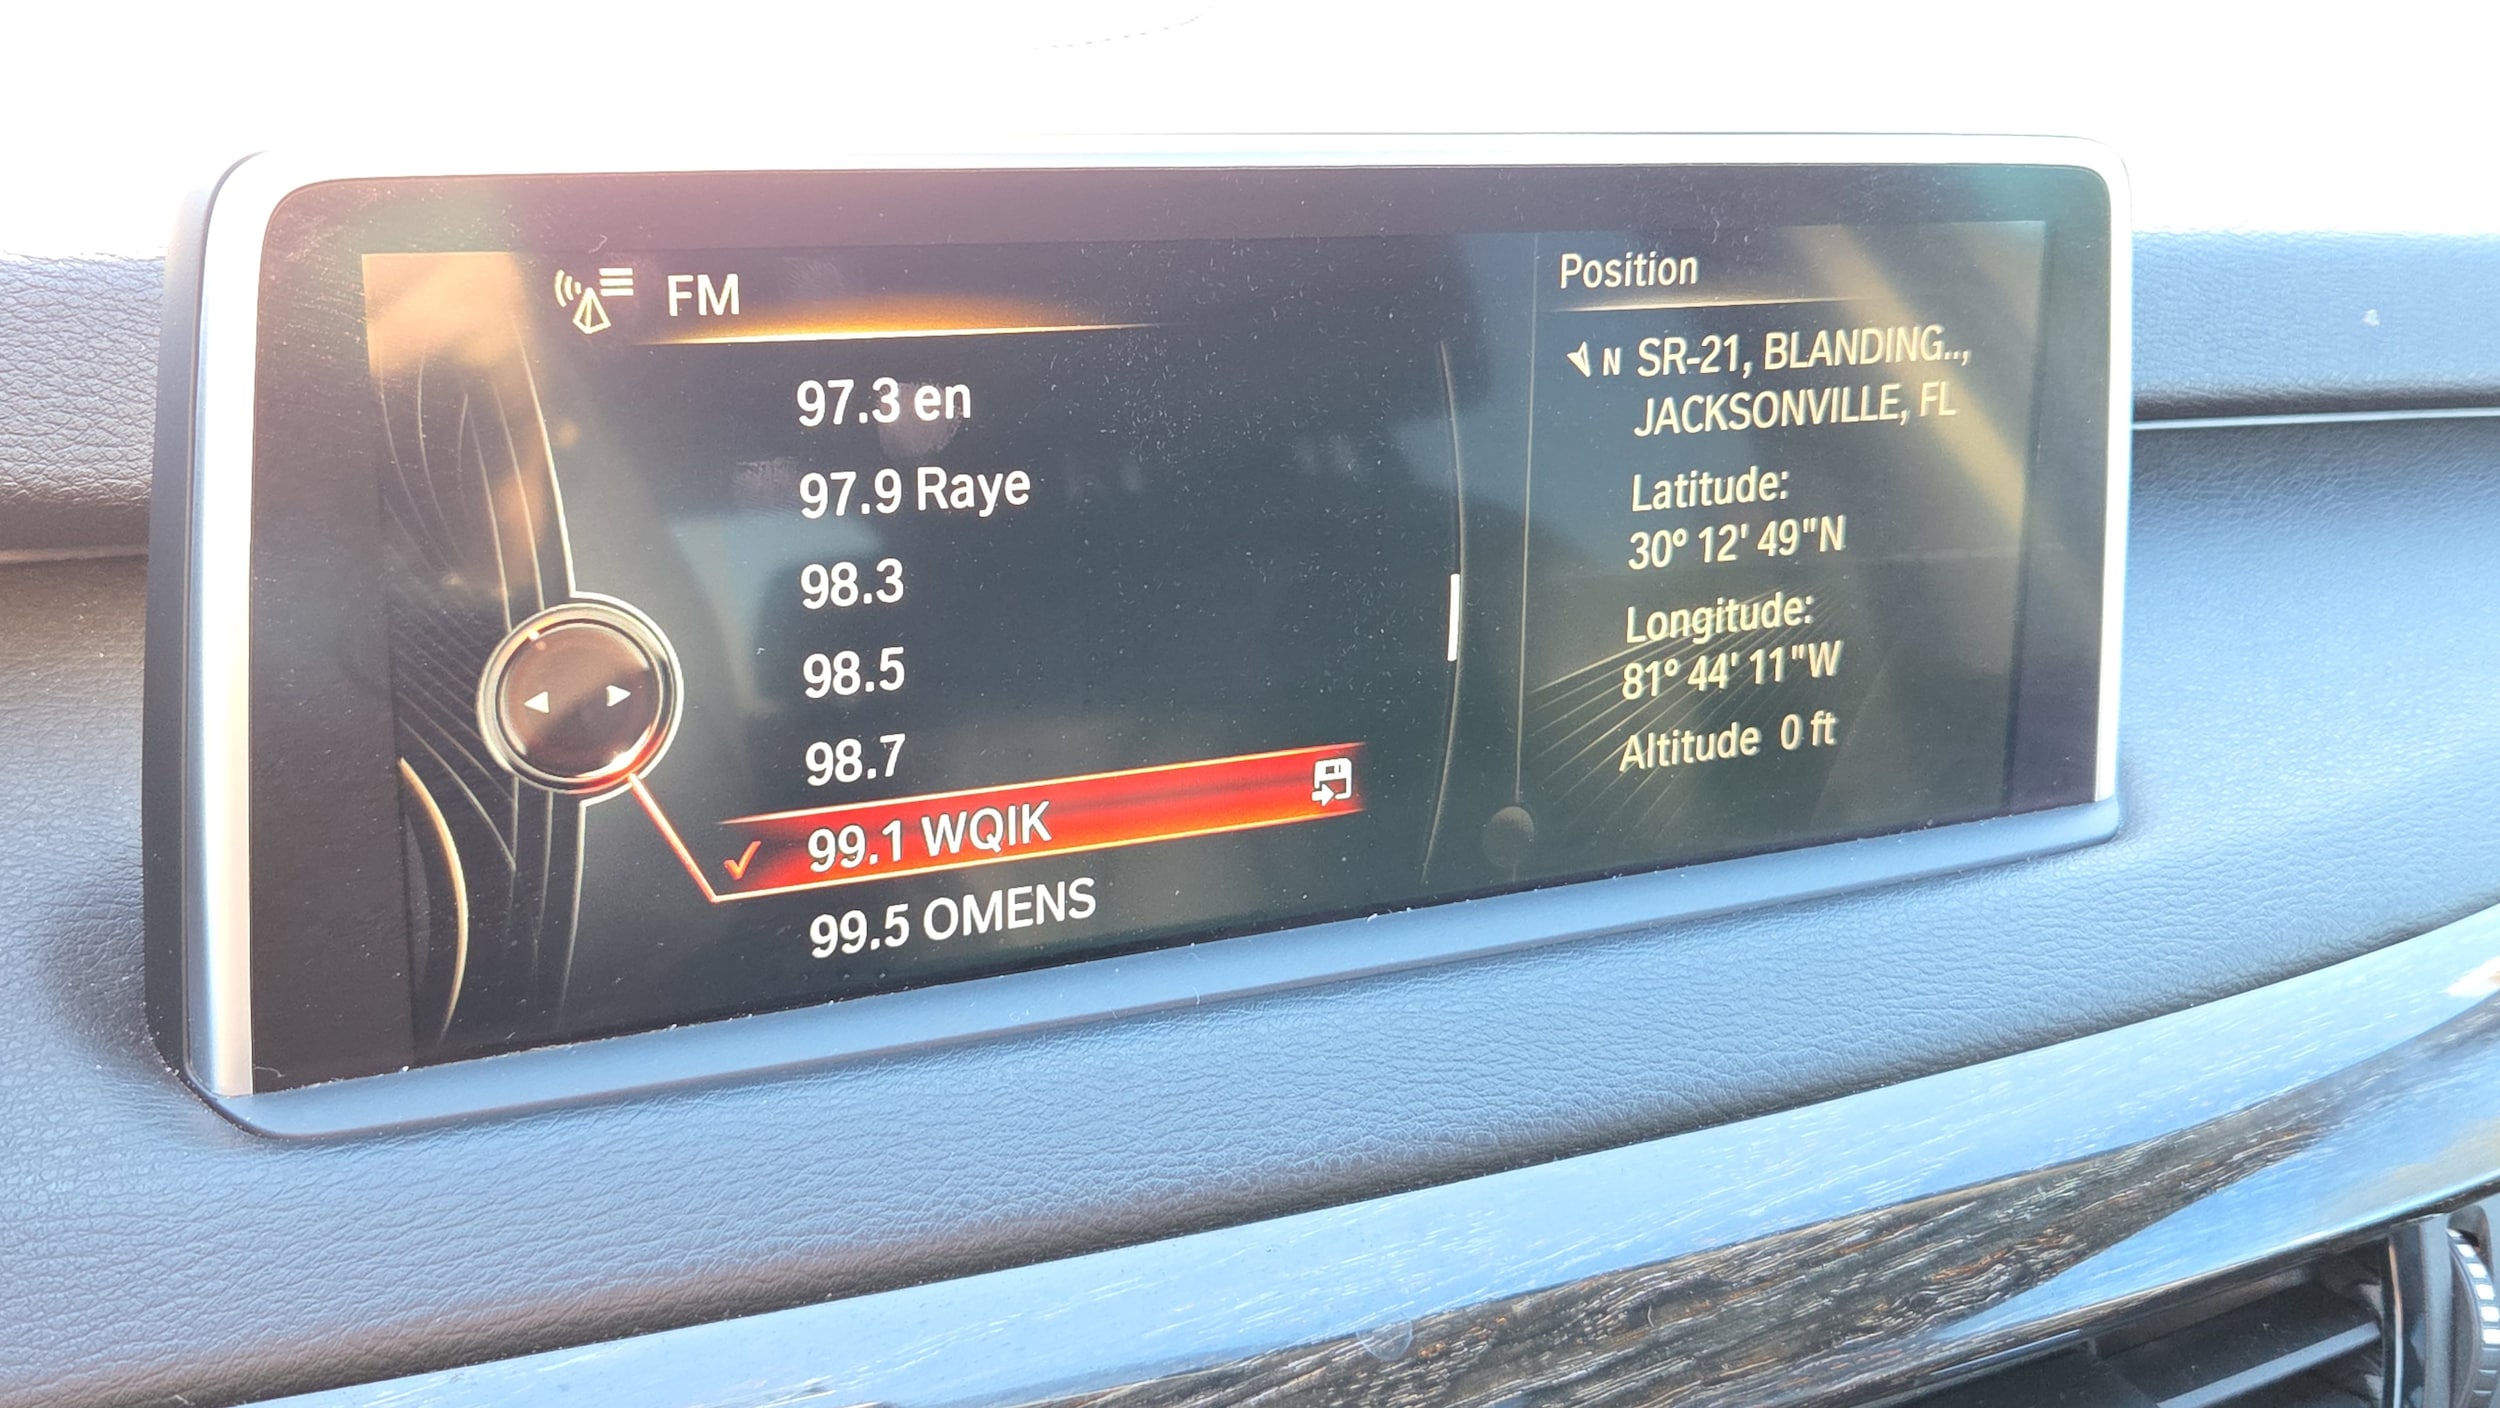 FM
97.3 en
97.9 Raye
98.3
98.5
98.7
99.1 WQIK
99.5 OMENS
Position
N SR-21, BLANDING..,
JACKSONVILLE, FL
Latitude:
30° 12' 49"N
Longitude:
81° 44' 11"W
Altitude 0 ft